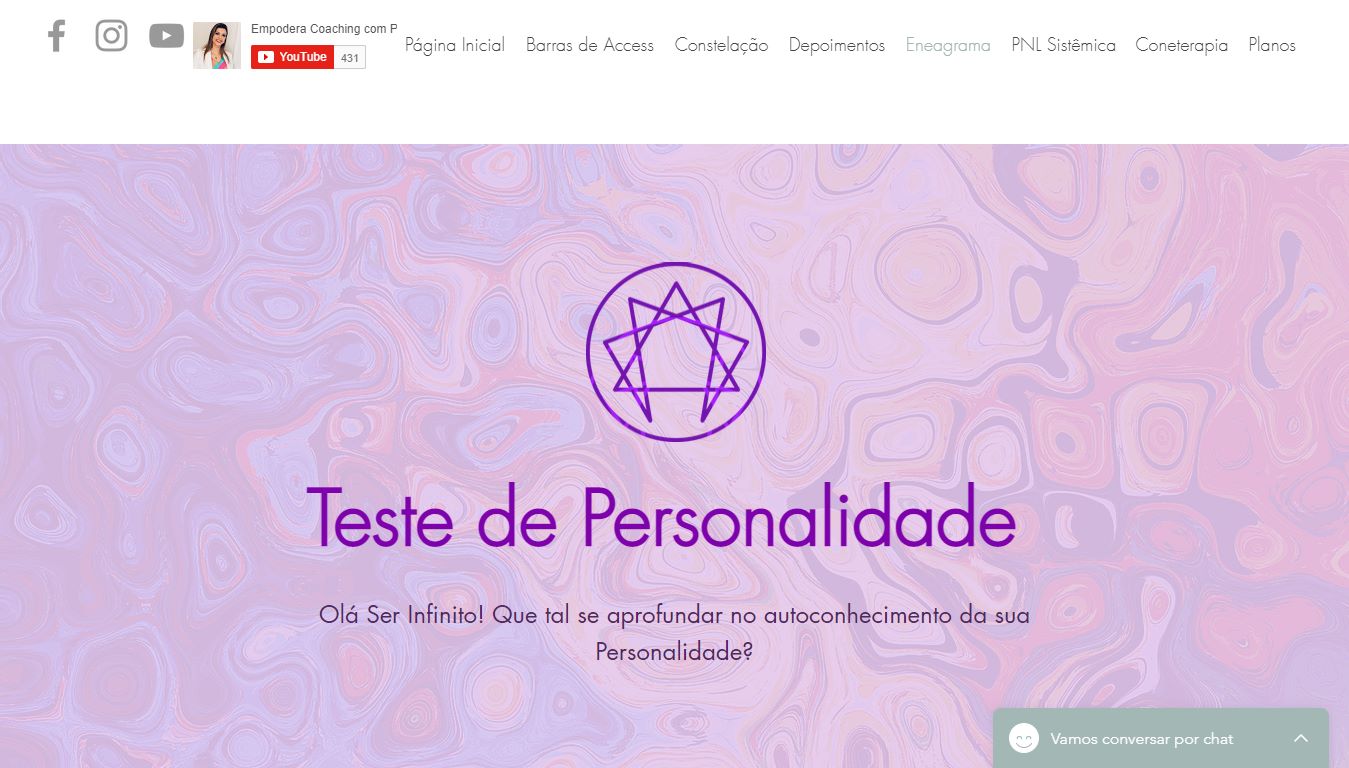 Empodera Coaching com P
YouTube 431
Página Inicial Barras de Access Constelação Depoimentos Eneagrama PNL Sistêmica Coneterapia Planos
Teste de Personalidade
Olá Ser Infinito! Que tal se aprofundar no autoconhecimento da sua
Personalidade?
Vamos conversar por chat